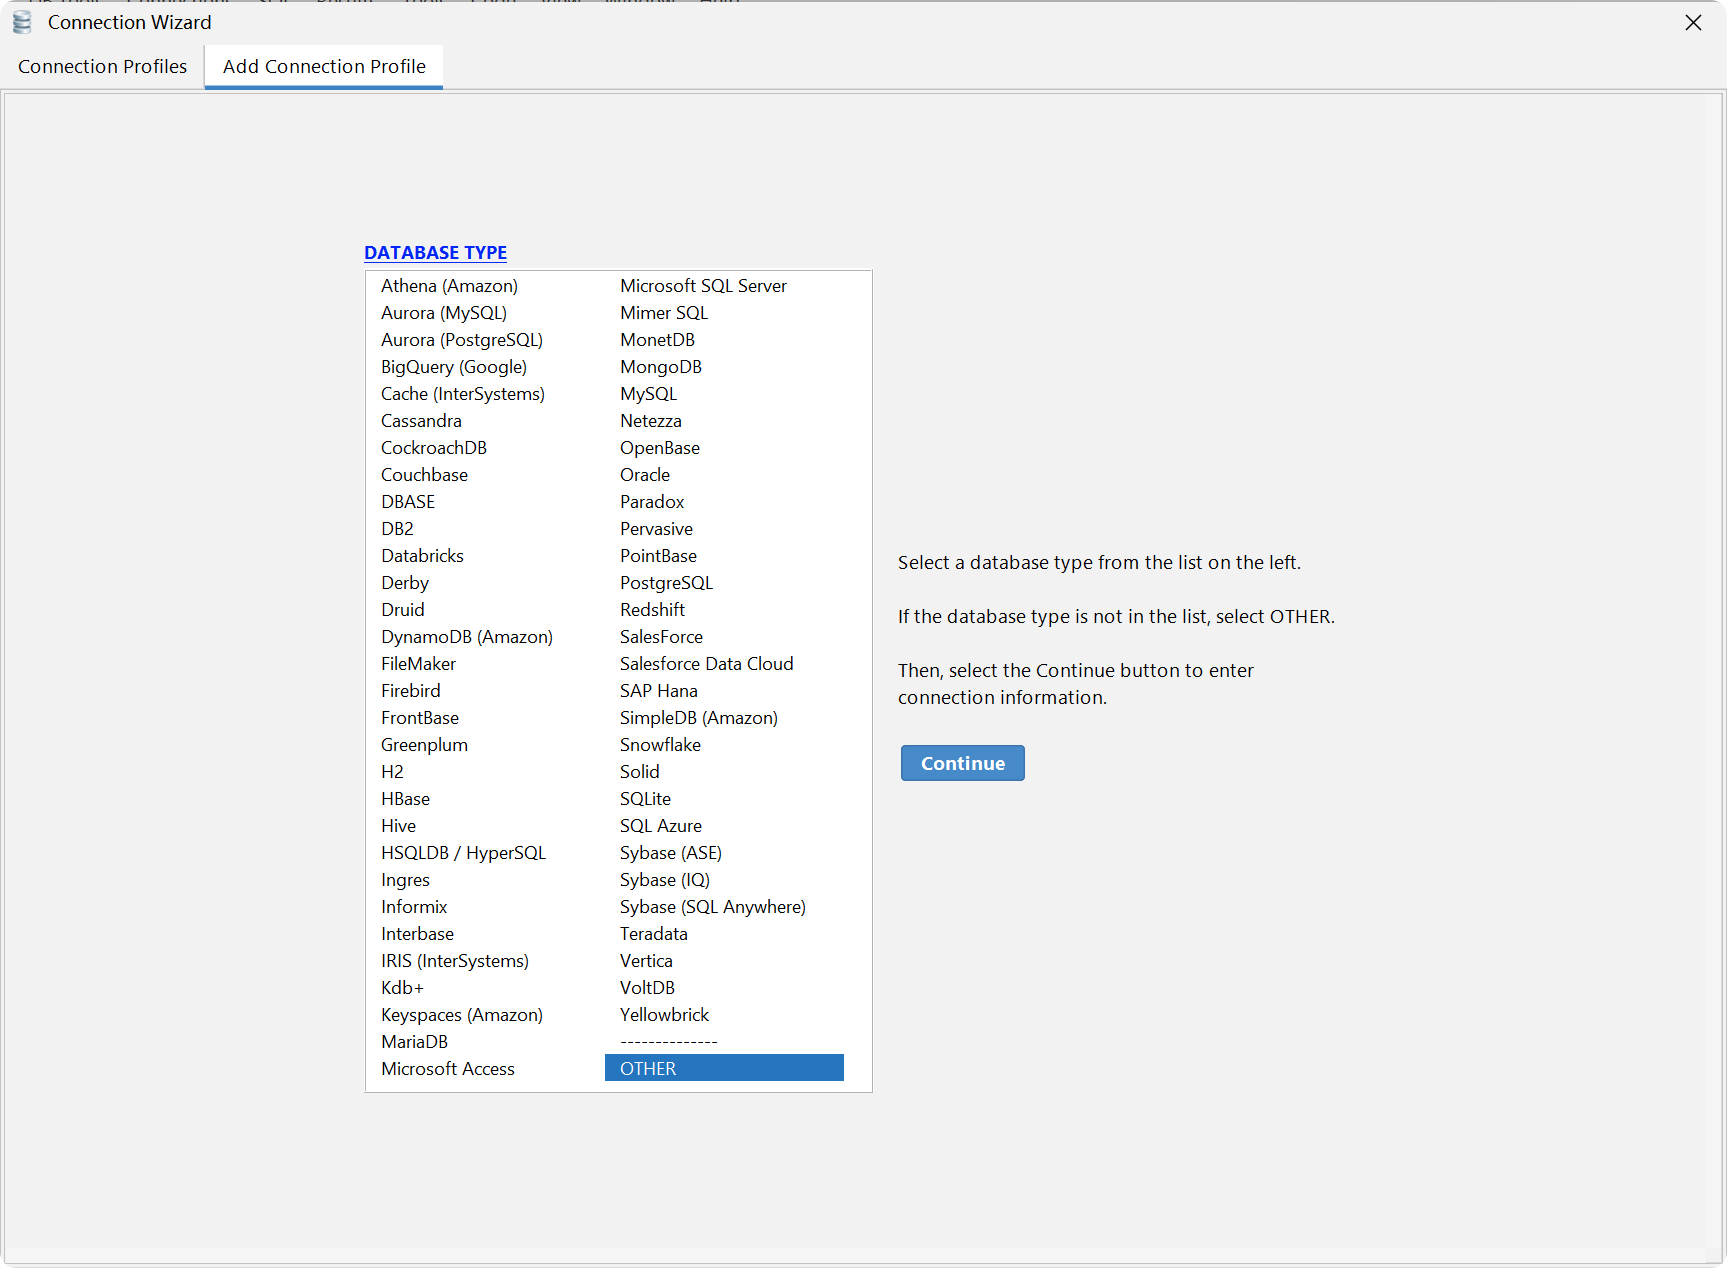 Connection Wizard
Connection Profiles
Add Connection Profile
DATABASE TYPE
Athena (Amazon)
Aurora (MySQL)
Aurora (PostgreSQL)
BigQuery (Google)
Cache (InterSystems)
Cassandra
CockroachDB
Couchbase
DBASE
DB2
Databricks
Derby
Druid
DynamoDB (Amazon)
FileMaker
Firebird
FrontBase
Greenplum
H2
HBase
Hive
HSQLDB / HyperSQL
Ingres
Informix
Interbase
IRIS (InterSystems)
Kdb+
Keyspaces (Amazon)
MariaDB
Microsoft Access
Microsoft SQL Server
Mimer SQL
MonetDB
MongoDB
MySQL
Netezza
OpenBase
Oracle
Paradox
Pervasive
PointBase
PostgreSQL
Redshift
SalesForce
Salesforce Data Cloud
SAP Hana
SimpleDB (Amazon)
Snowflake
Solid
SQLite
SQL Azure
Sybase (ASE)
Sybase (IQ)
Sybase (SQL Anywhere)
Teradata
Vertica
VoltDB
Yellowbrick
--------------
OTHER
Select a database type from the list on the left.
If the database type is not in the list, select OTHER.
Then, select the Continue button to enter
connection information.
Continue